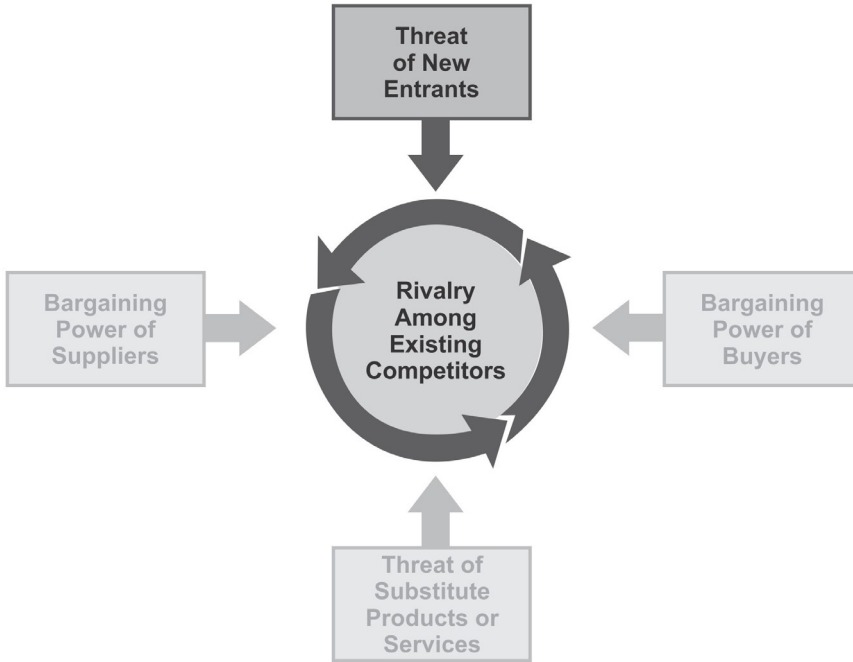 Threat
of New
Entrants
Bargaining
Power of
Suppliers
Rivalry
Among
Existing
Competitors
Bargaining
Power of
Buyers
Threat of
Substitute
Products or
Services